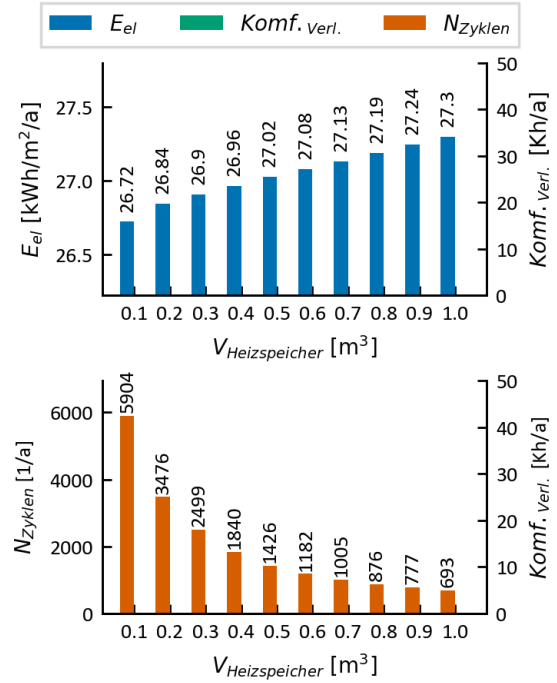 E_el Komf._Verl. N_Zyklen
E_el [kWh/m²/a]
27.5
27.0
26.5
26.72 26.84 26.9 26.96 27.02 27.08 27.13 27.19 27.24 27.3
50
40
30
20
10
0
Komf._Verl. [Kh/a]
0.1 0.2 0.3 0.4 0.5 0.6 0.7 0.8 0.9 1.0
V_Heizspeicher [m³]
N_Zyklen [1/a]
6000
4000
2000
0
5904 3476 2499 1840 1426 1182 1005 876 777 693
50
40
30
20
10
0
Komf._Verl. [Kh/a]
0.1 0.2 0.3 0.4 0.5 0.6 0.7 0.8 0.9 1.0
V_Heizspeicher [m³]